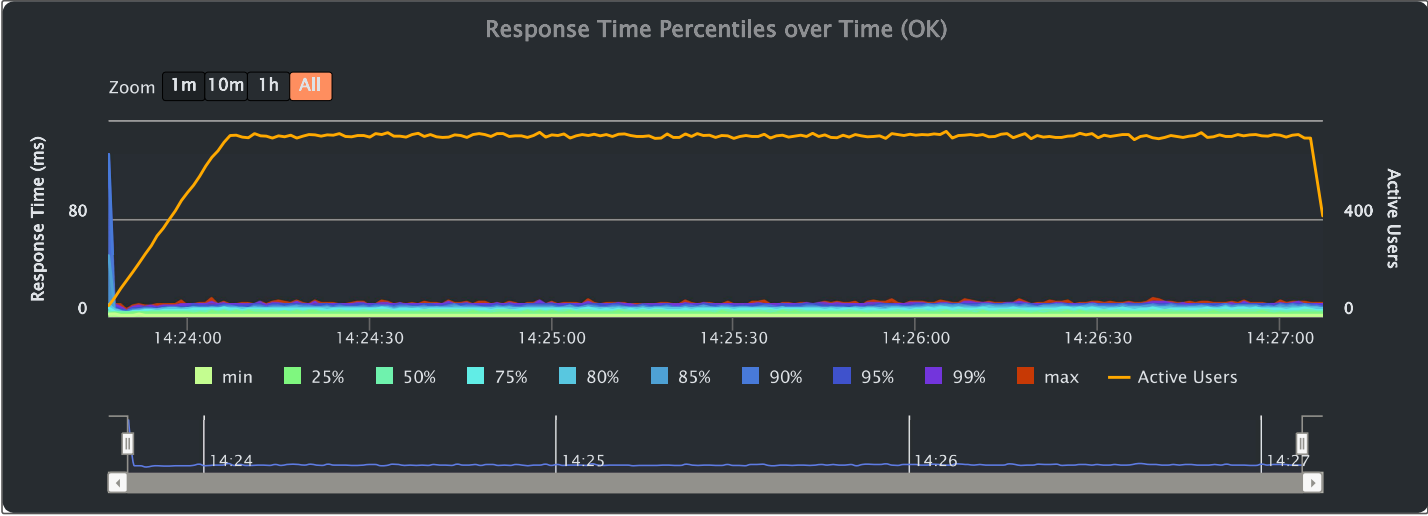 Response Time Percentiles over Time (OK)
Zoom 1m 10m 1h All
Response Time (ms)
80
0
400
0
Active Users
14:24:00 14:24:30 14:25:00 14:25:30 14:26:00 14:26:30 14:27:00
min 25% 50% 75% 80% 85% 90% 95% 99% max Active Users
14:24 14:25 14:26 14:27